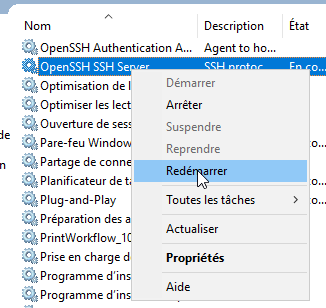 Nom Description État
OpenSSH Authentication A... Agent to ho...
OpenSSH SSH Server SSH protoc En co...
Optimisation de l
Optimiser les lect
Ouverture de sess
Pare-feu Window
Partage de conne
Planificateur de tâ
Plug-and-Play
Préparation des a
PrintWorkflow_10
Prise en charge d
Programme d'ins
Programme d'ins
Démarrer
Arrêter
Suspendre
Reprendre
Redémarrer
Toutes les tâches
Actualiser
Propriétés
Aide
de